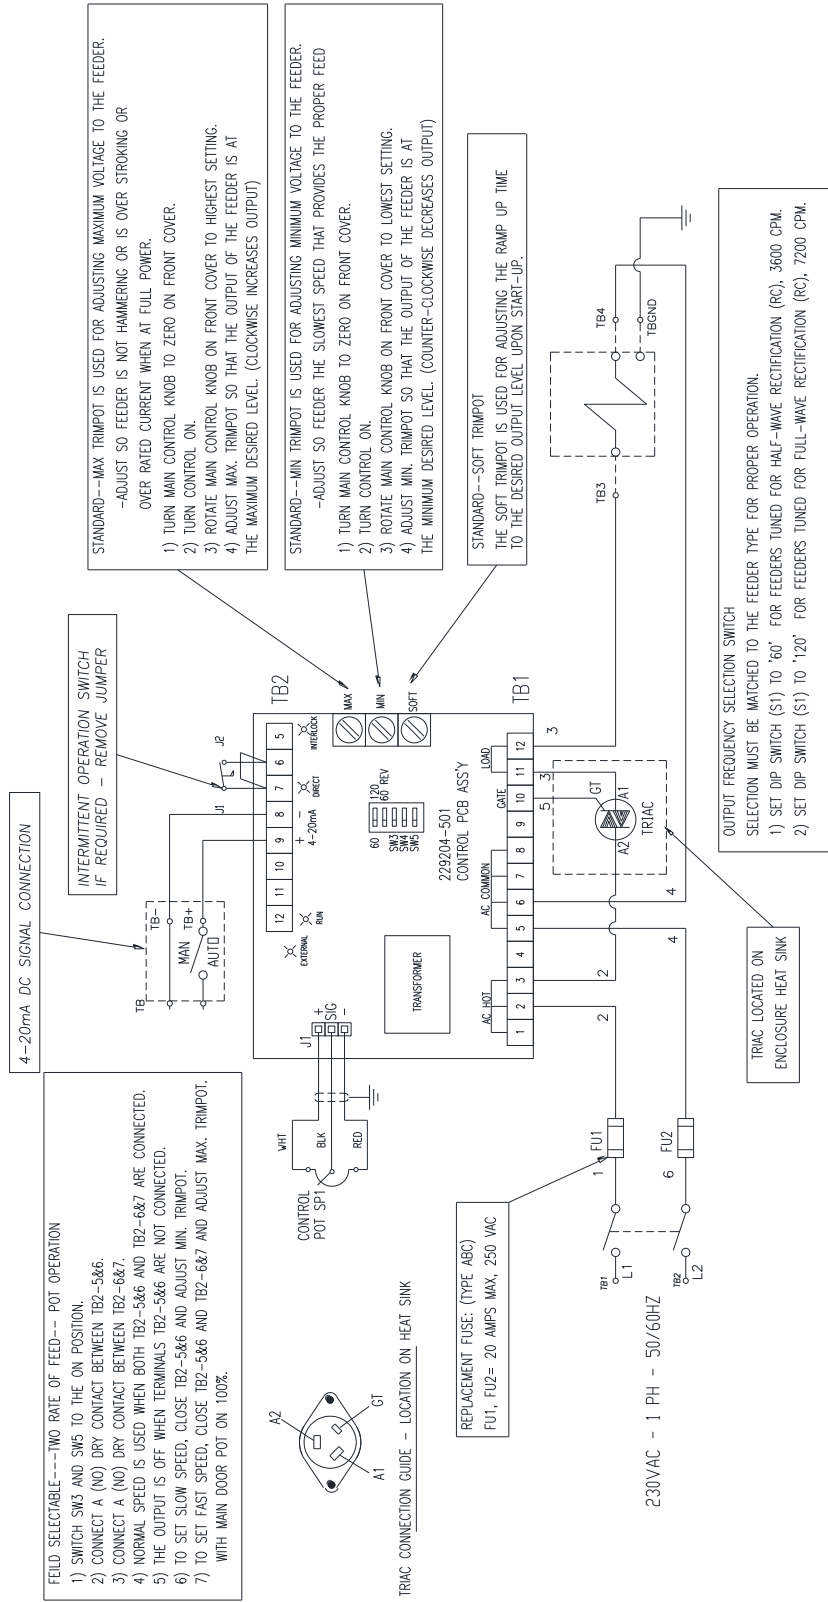 FEILD SELECTABLE---TWO RATE OF FEED-- POT OPERATION
1) SWITCH SW3 AND SW5 TO THE ON POSITION.
2) CONNECT A (NO) DRY CONTACT BETWEEN TB2-5&6.
3) CONNECT A (NO) DRY CONTACT BETWEEN TB2-6&7.
4) NORMAL SPEED IS USED WHEN BOTH TB2-5&6 AND TB2-6&7 ARE CONNECTED.
5) THE OUTPUT IS OFF WHEN TERMINALS TB2-5&6 ARE NOT CONNECTED.
6) TO SET SLOW SPEED, CLOSE TB2-5&6 AND ADJUST MIN. TRIMPOT.
7) TO SET FAST SPEED, CLOSE TB2-5&6 AND TB2-6&7 AND ADJUST MAX. TRIMPOT.
WITH MAIN DOOR POT ON 100%.
4-20mA DC SIGNAL CONNECTION
INTERMITTENT OPERATION SWITCH
IF REQUIRED - REMOVE JUMPER
STANDARD--MAX TRIMPOT IS USED FOR ADJUSTING MAXIMUM VOLTAGE TO THE FEEDER.
-ADJUST SO FEEDER IS NOT HAMMERING OR IS OVER STROKING OR
OVER RATED CURRENT WHEN AT FULL POWER.
1) TURN MAIN CONTROL KNOB TO ZERO ON FRONT COVER.
2) TURN CONTROL ON.
3) ROTATE MAIN CONTROL KNOB ON FRONT COVER TO HIGHEST SETTING.
4) ADJUST MAX. TRIMPOT SO THAT THE OUTPUT OF THE FEEDER IS AT
THE MAXIMUM DESIRED LEVEL. (CLOCKWISE INCREASES OUTPUT)
STANDARD--MIN TRIMPOT IS USED FOR ADJUSTING MINIMUM VOLTAGE TO THE FEEDER.
-ADJUST SO FEEDER THE SLOWEST SPEED THAT PROVIDES THE PROPER FEED
1) TURN MAIN CONTROL KNOB TO ZERO ON FRONT COVER.
2) TURN CONTROL ON.
3) ROTATE MAIN CONTROL KNOB ON FRONT COVER TO LOWEST SETTING.
4) ADJUST MIN. TRIMPOT SO THAT THE OUTPUT OF THE FEEDER IS AT
THE MINIMUM DESIRED LEVEL. (COUNTER-CLOCKWISE DECREASES OUTPUT)
STANDARD--SOFT TRIMPOT
THE SOFT TRIMPOT IS USED FOR ADJUSTING THE RAMP UP TIME
TO THE DESIRED OUTPUT LEVEL UPON START-UP.
TB
TB-
TB+
MAN
AUTO
J1
J2
TB2
12 11 10 9 8 7 6 5
+ -
4-20mA
EXTERNAL
RUN
DIRECT
INTERLOCK
MAX
MIN
SOFT
60
120
60 REV
SW3
SW4
SW5
J1
+
SIG
-
WHT
BLK
RED
CONTROL
POT SP1
TRANSFORMER
229204-501
CONTROL PCB ASS'Y
TB1
AC HOT
AC COMMON
GATE
LOAD
1 2 3 4 5 6 7 8 9 10 11 12
2
2
4
4
5
3
3
GT
A2
A1
TRIAC
TB3
TB4
TBGND
A2
A1
GT
TRIAC CONNECTION GUIDE - LOCATION ON HEAT SINK
REPLACEMENT FUSE: (TYPE ABC)
FU1, FU2= 20 AMPS MAX, 250 VAC
FU1
FU2
1
6
TB1
L1
TB2
L2
230VAC - 1 PH - 50/60HZ
TRIAC LOCATED ON
ENCLOSURE HEAT SINK
OUTPUT FREQUENCY SELECTION SWITCH
SELECTION MUST BE MATCHED TO THE FEEDER TYPE FOR PROPER OPERATION.
1) SET DIP SWITCH (S1) TO '60' FOR FEEDERS TUNED FOR HALF-WAVE RECTIFICATION (RC), 3600 CPM.
2) SET DIP SWITCH (S1) TO '120' FOR FEEDERS TUNED FOR FULL-WAVE RECTIFICATION (RC), 7200 CPM.